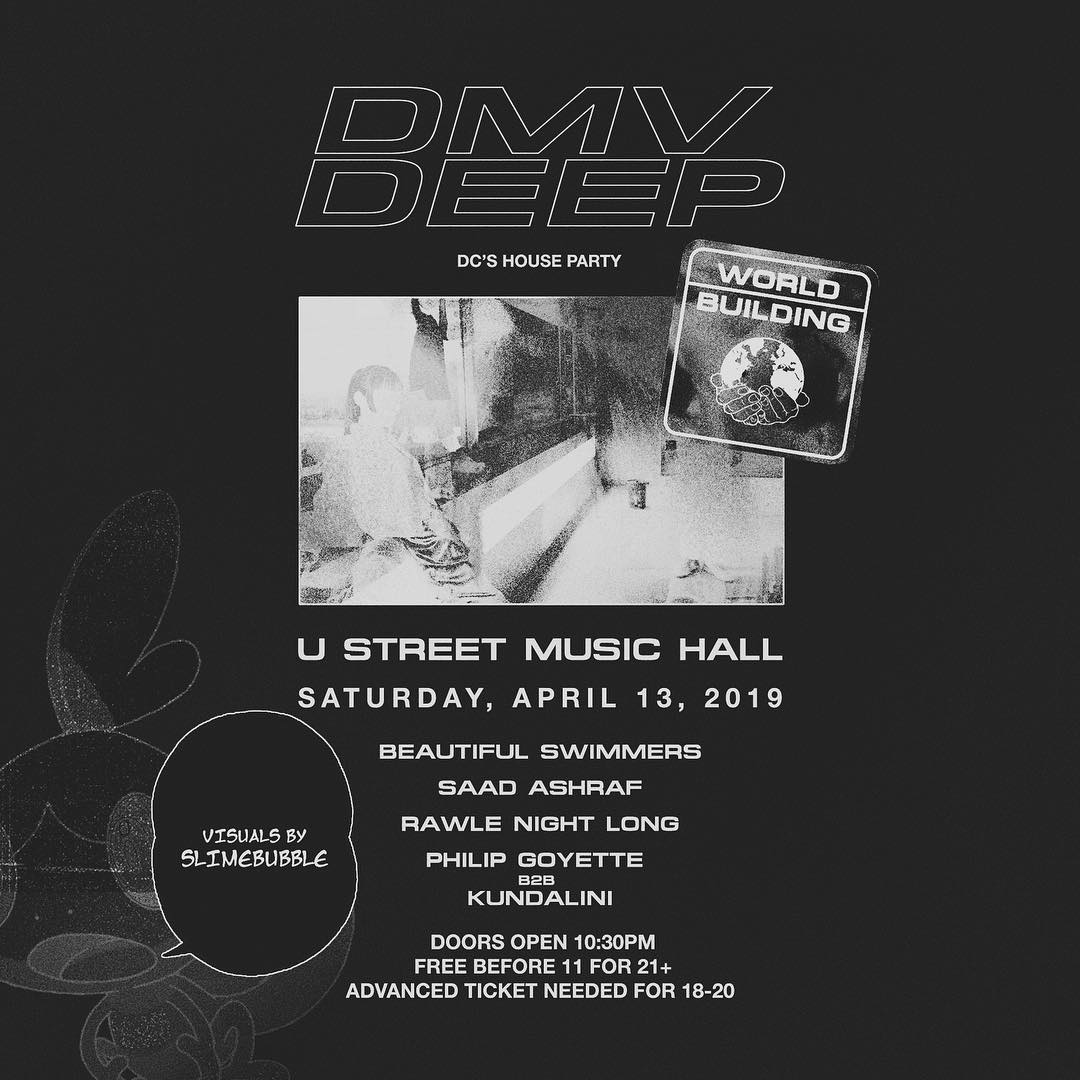 DMV
DEEP
DC'S HOUSE PARTY
WORLD
BUILDING
U STREET MUSIC HALL
SATURDAY, APRIL 13, 2019
BEAUTIFUL SWIMMERS
SAAD ASHRAF
RAWLE NIGHT LONG
PHILIP GOYETTE
B2B
KUNDALINI
VISUALS BY
SLIMEBUBBLE
DOORS OPEN 10:30PM
FREE BEFORE 11 FOR 21+
ADVANCED TICKET NEEDED FOR 18-20